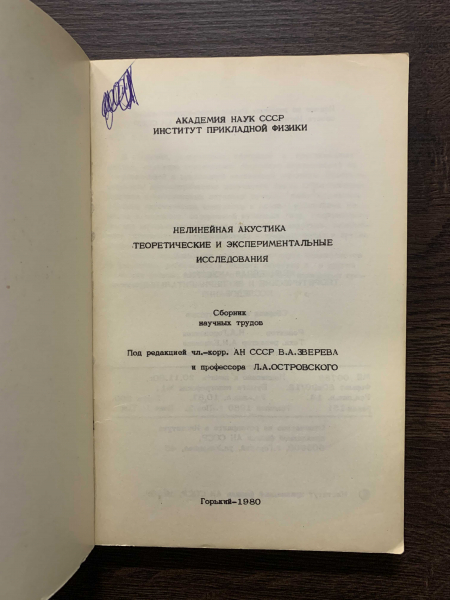 АКАДЕМИЯ НАУК СССР
ИНСТИТУТ ПРИКЛАДНОЙ ФИЗИКИ
НЕЛИНЕЙНАЯ АКУСТИКА
ТЕОРЕТИЧЕСКИЕ И ЭКСПЕРИМЕНТАЛЬНЫЕ
ИССЛЕДОВАНИЯ
Сборник
научных трудов
Под редакцией чл.-корр. АН СССР В.А.ЗВЕРЕВА
и профессора Л.А.ОСТРОВСКОГО
Горький-1980